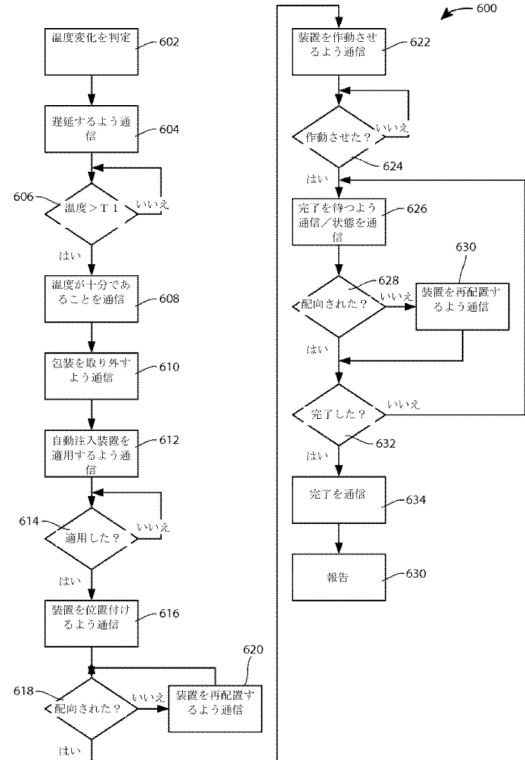 600
温度変化を判定
602
遅延するよう通
信
604
606
温度＞Ｔ１
いいえ
はい
温度が十分であ
ることを通信
608
包装を取り外す
よう通信
610
自動注入装置を
適用するよう通
信
612
614
適用した？
いいえ
はい
装置を位置付け
るよう通信
616
618
配向された？
いいえ
620
装置を再配置す
るよう通信
はい
装置を作動させ
るよう通信
622
作動させた？
いいえ
624
はい
完了を待つよう
通信／状態を通
信
626
628
配向された？
いいえ
630
装置を再配置す
るよう通信
はい
完了した？
いいえ
632
はい
完了を通信
634
報告
630